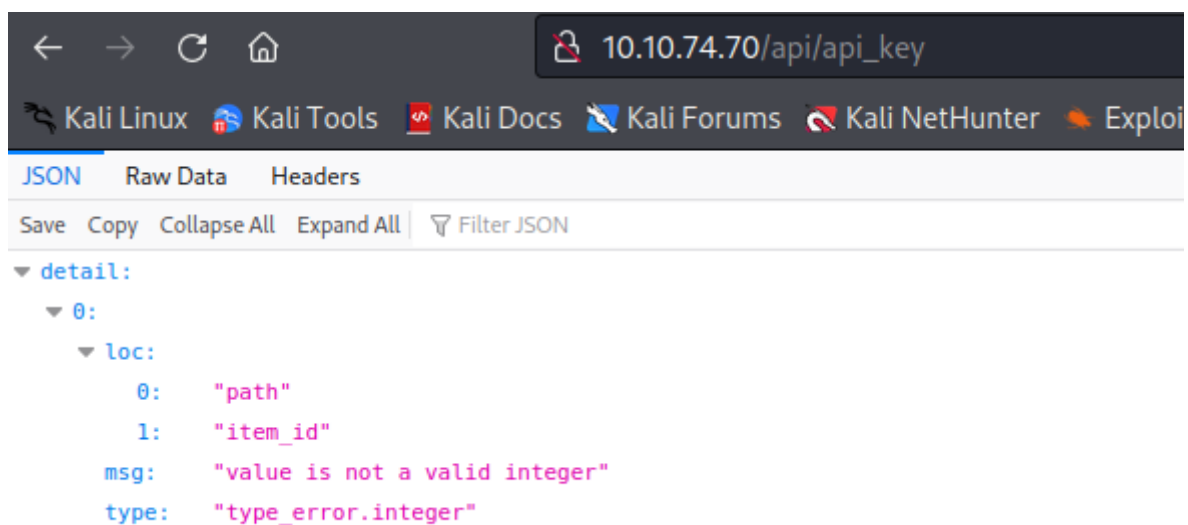 10.10.74.70/api/api_key
Kali Linux Kali Tools Kali Docs Kali Forums Kali NetHunter Exploi
JSON Raw Data Headers
Save Copy Collapse All Expand All Filter JSON
detail:
0:
loc:
0: "path"
1: "item_id"
msg: "value is not a valid integer"
type: "type_error.integer"